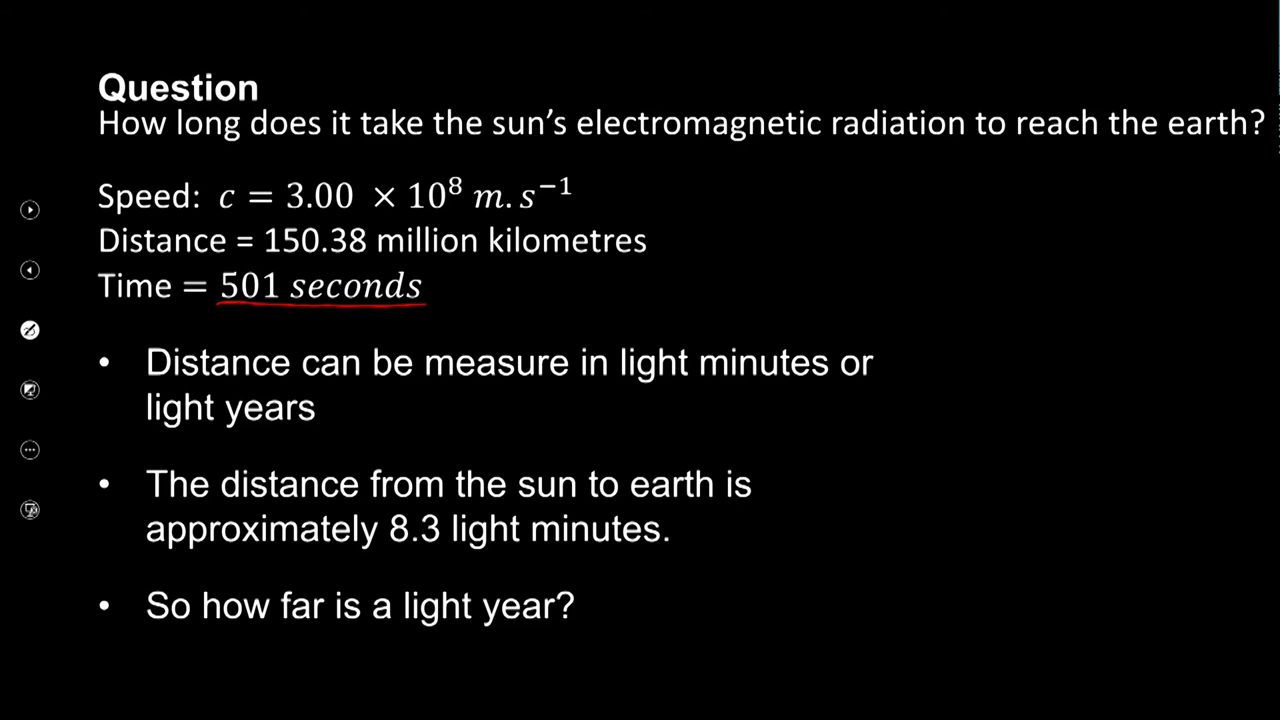 Question
How long does it take the sun's electromagnetic radiation to reach the earth?
Speed: c = 3.00 × 10⁸ m.s⁻¹
Distance = 150.38 million kilometres
Time = 501 seconds
• Distance can be measure in light minutes or
light years
• The distance from the sun to earth is
approximately 8.3 light minutes.
• So how far is a light year?